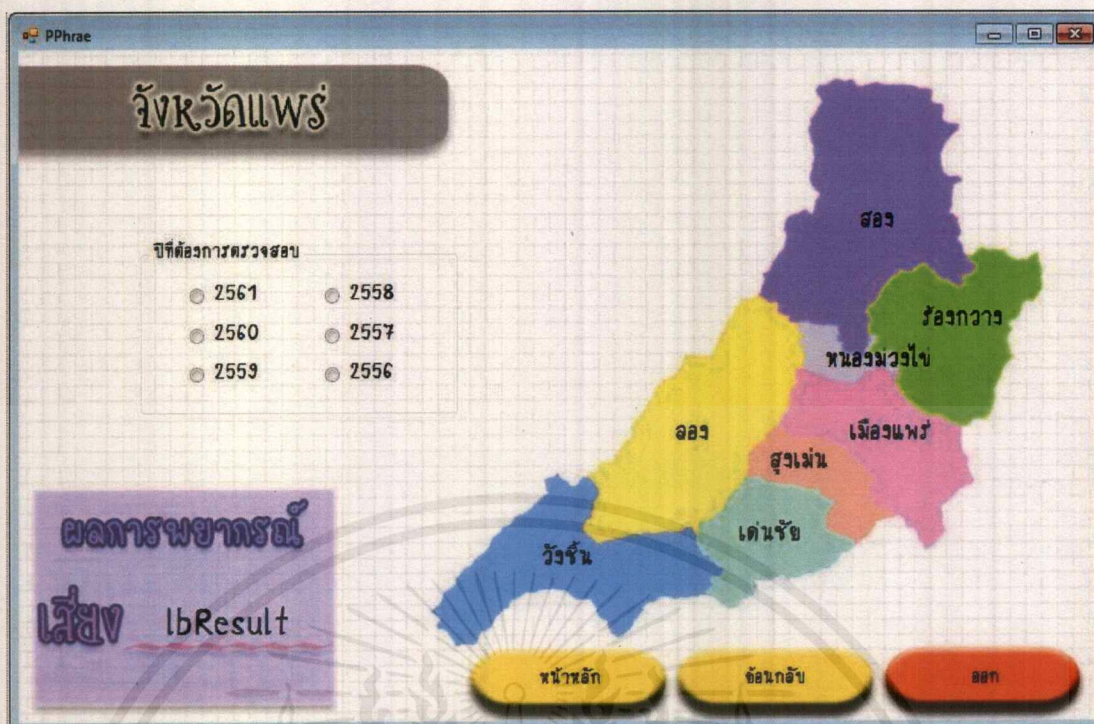 PPhrae
จังหวัดแพร่
ปีที่ต้องการตรวจสอบ
2561 2558
2560 2557
2559 2556
สอง
ร้องกวาง
หนองม่วงไข่
ลอง
เมืองแพร่
สูงเม่น
เด่นชัย
วังชิ้น
ผลการพยากรณ์
เสี่ยง lbResult
หน้าหลัก ย้อนกลับ ออก